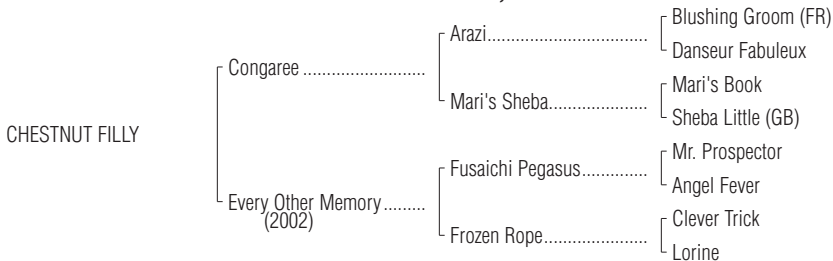 Blushing Groom (FR)
Arazi
Danseur Fabuleux
Congaree
Mari's Book
Mari's Sheba
Sheba Little (GB)
CHESTNUT FILLY
Mr. Prospector
Fusaichi Pegasus
Angel Fever
Every Other Memory
(2002)
Clever Trick
Frozen Rope
Lorine